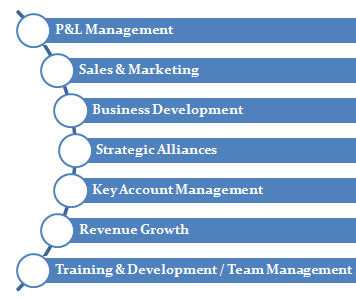 P&L Management
Sales & Marketing
Business Development
Strategic Alliances
Key Account Management
Revenue Growth
Training & Development / Team Management